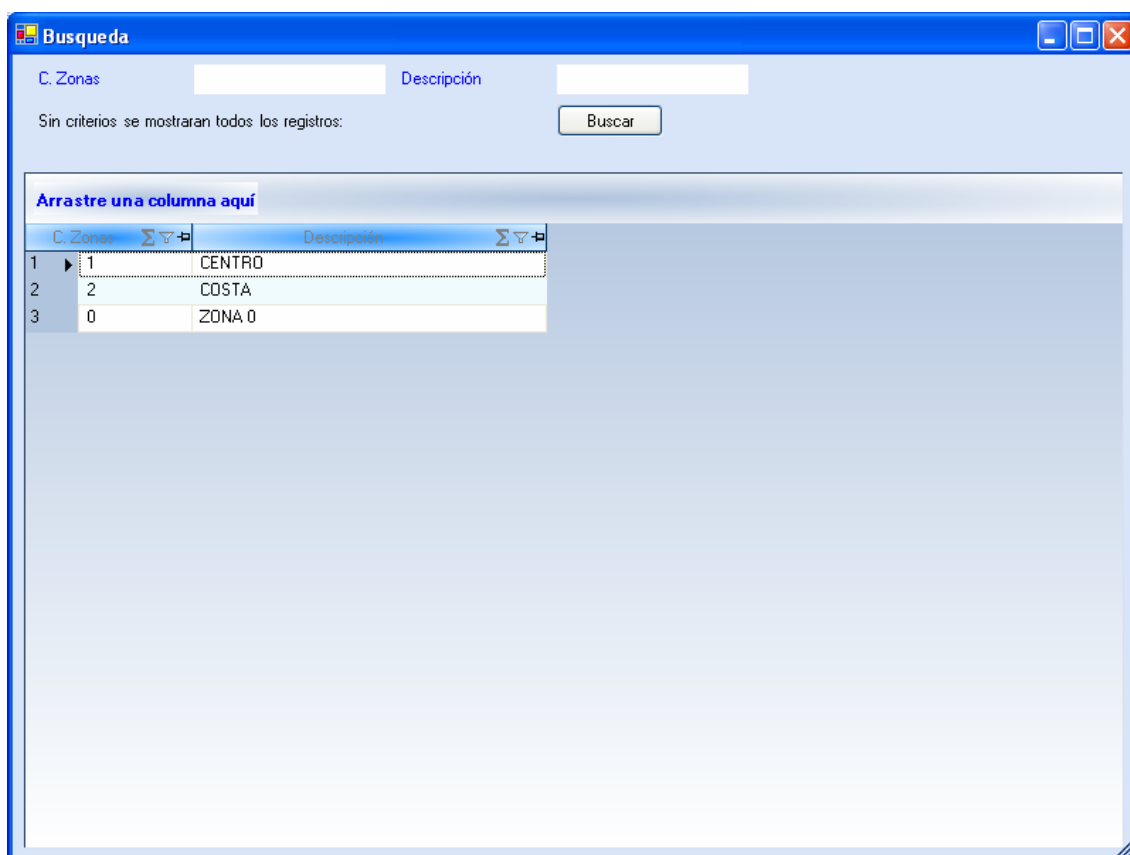 Busqueda
C. Zonas Descripción
Sin criterios se mostraran todos los registros: Buscar
Arrastre una columna aquí
C. Zonas Σ Descripción Σ
1 1 CENTRO
2 2 COSTA
3 0 ZONA 0